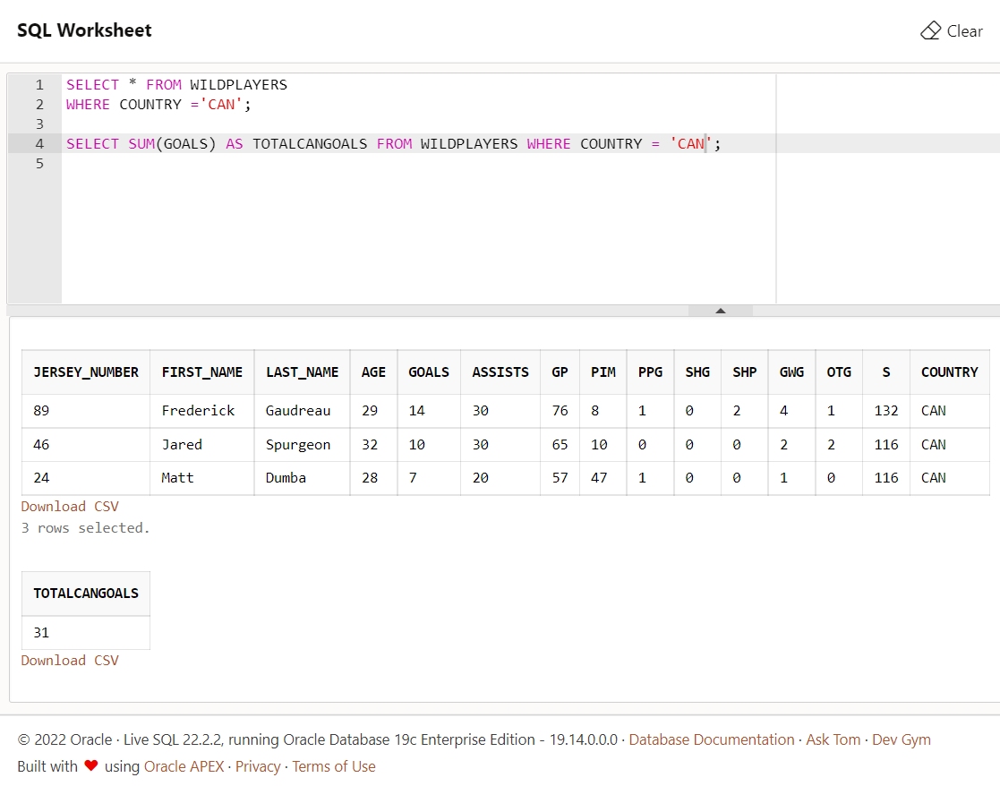 SQL Worksheet
Clear
1 SELECT * FROM WILDPLAYERS
2 WHERE COUNTRY ='CAN';
3
4 SELECT SUM(GOALS) AS TOTALCANGOALS FROM WILDPLAYERS WHERE COUNTRY = 'CAN';
5
JERSEY_NUMBER FIRST_NAME LAST_NAME AGE GOALS ASSISTS GP PIM PPG SHG SHP GWG OTG S COUNTRY
89 Frederick Gaudreau 29 14 30 76 8 1 0 2 4 1 132 CAN
46 Jared Spurgeon 32 10 30 65 10 0 0 0 2 2 116 CAN
24 Matt Dumba 28 7 20 57 47 1 0 0 1 0 116 CAN
Download CSV
3 rows selected.
TOTALCANGOALS
31
Download CSV
© 2022 Oracle · Live SQL 22.2.2, running Oracle Database 19c Enterprise Edition - 19.14.0.0.0 · Database Documentation · Ask Tom · Dev Gym
Built with ❤ using Oracle APEX · Privacy · Terms of Use